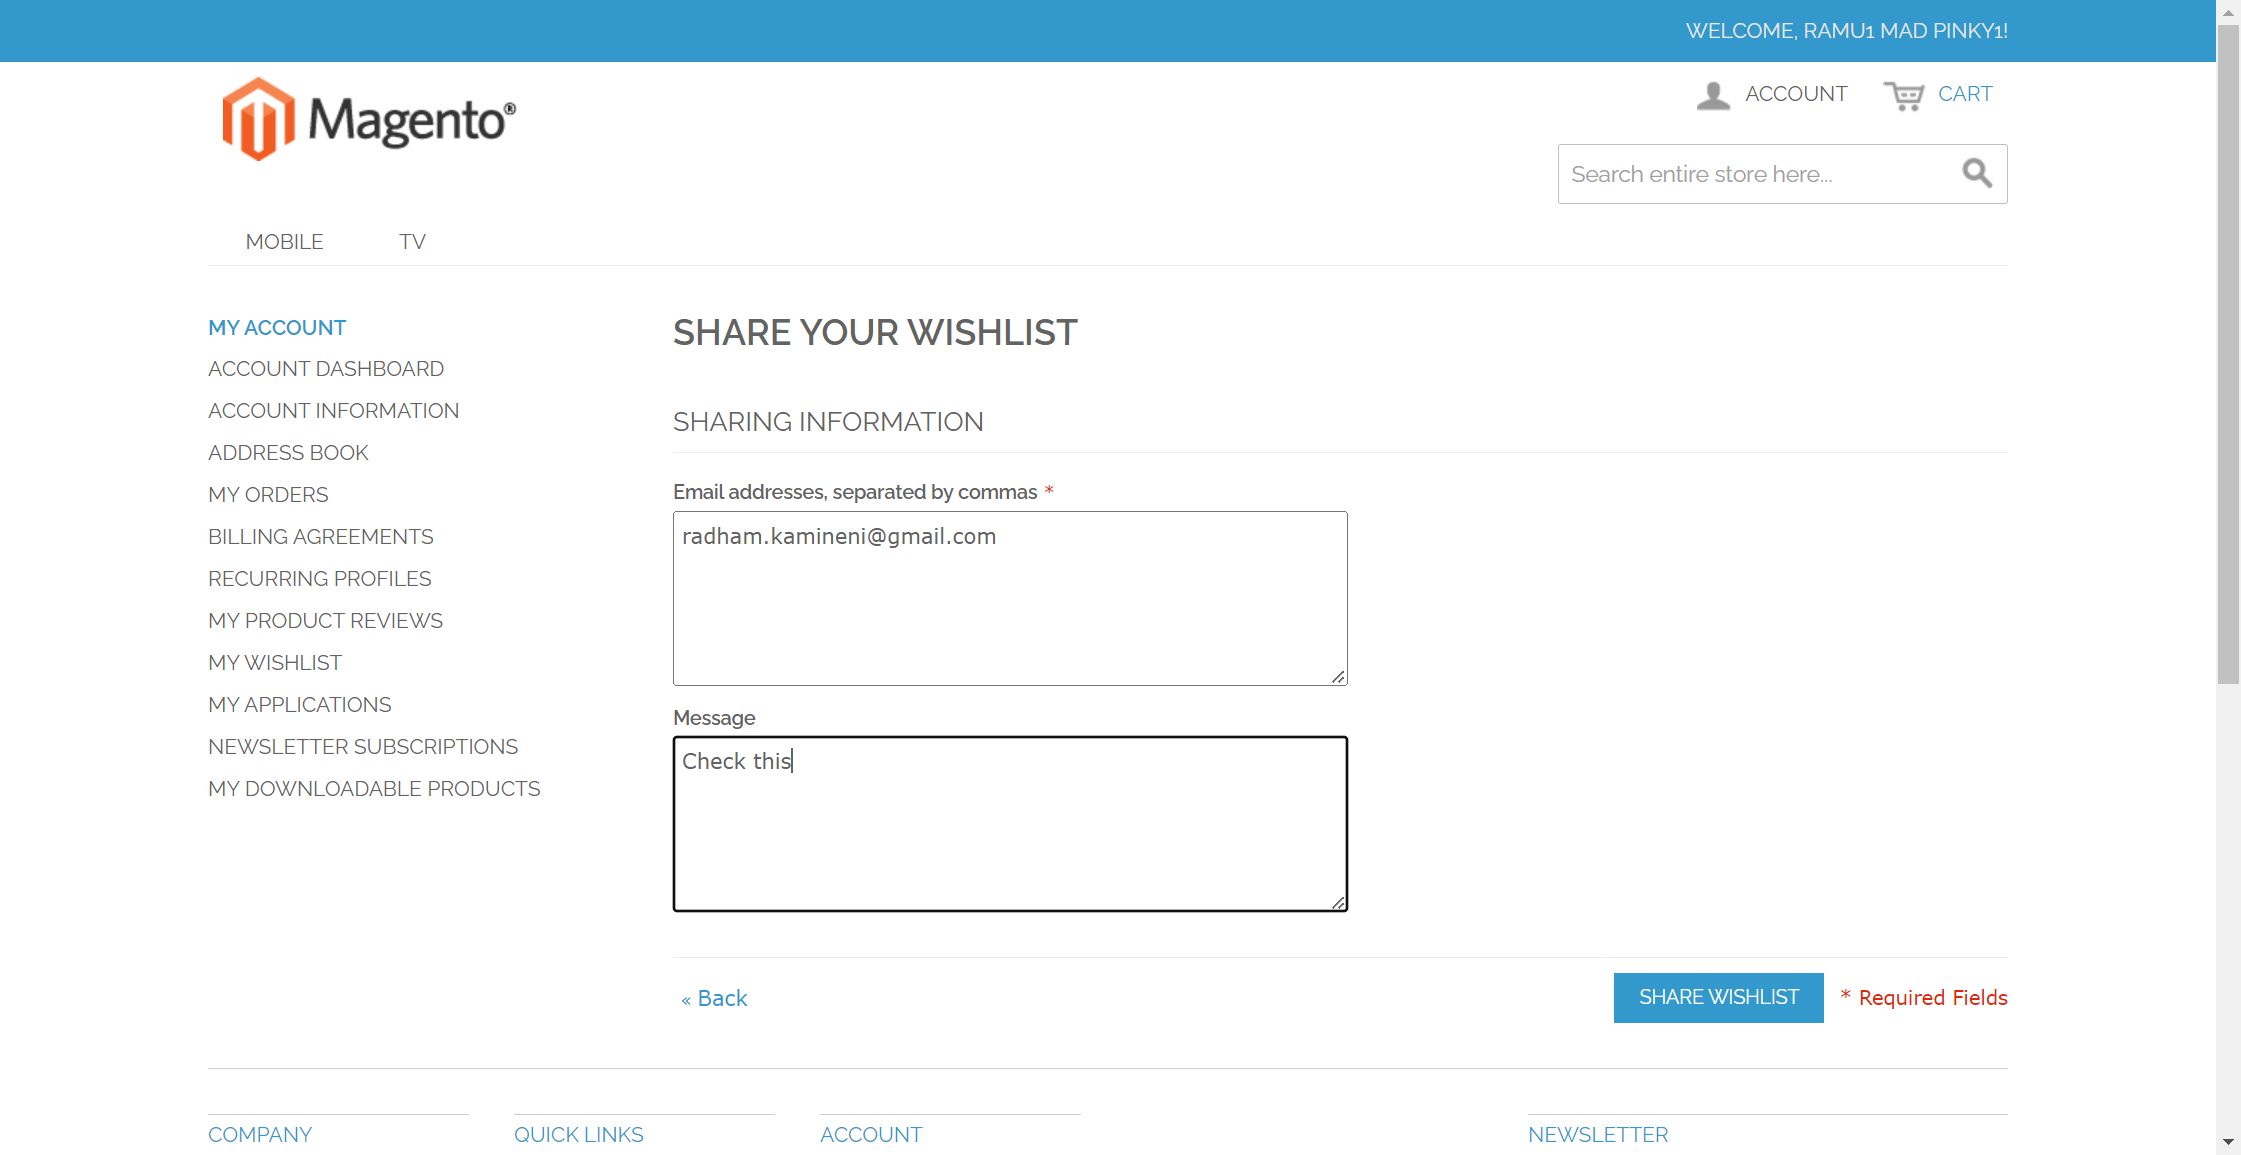 WELCOME, RAMU1 MAD PINKY1!
Magento®
ACCOUNT
CART
Search entire store here...
MOBILE
TV
MY ACCOUNT
ACCOUNT DASHBOARD
ACCOUNT INFORMATION
ADDRESS BOOK
MY ORDERS
BILLING AGREEMENTS
RECURRING PROFILES
MY PRODUCT REVIEWS
MY WISHLIST
MY APPLICATIONS
NEWSLETTER SUBSCRIPTIONS
MY DOWNLOADABLE PRODUCTS
SHARE YOUR WISHLIST
SHARING INFORMATION
Email addresses, separated by commas *
radham.kamineni@gmail.com
Message
Check this
« Back
SHARE WISHLIST
* Required Fields
COMPANY
QUICK LINKS
ACCOUNT
NEWSLETTER